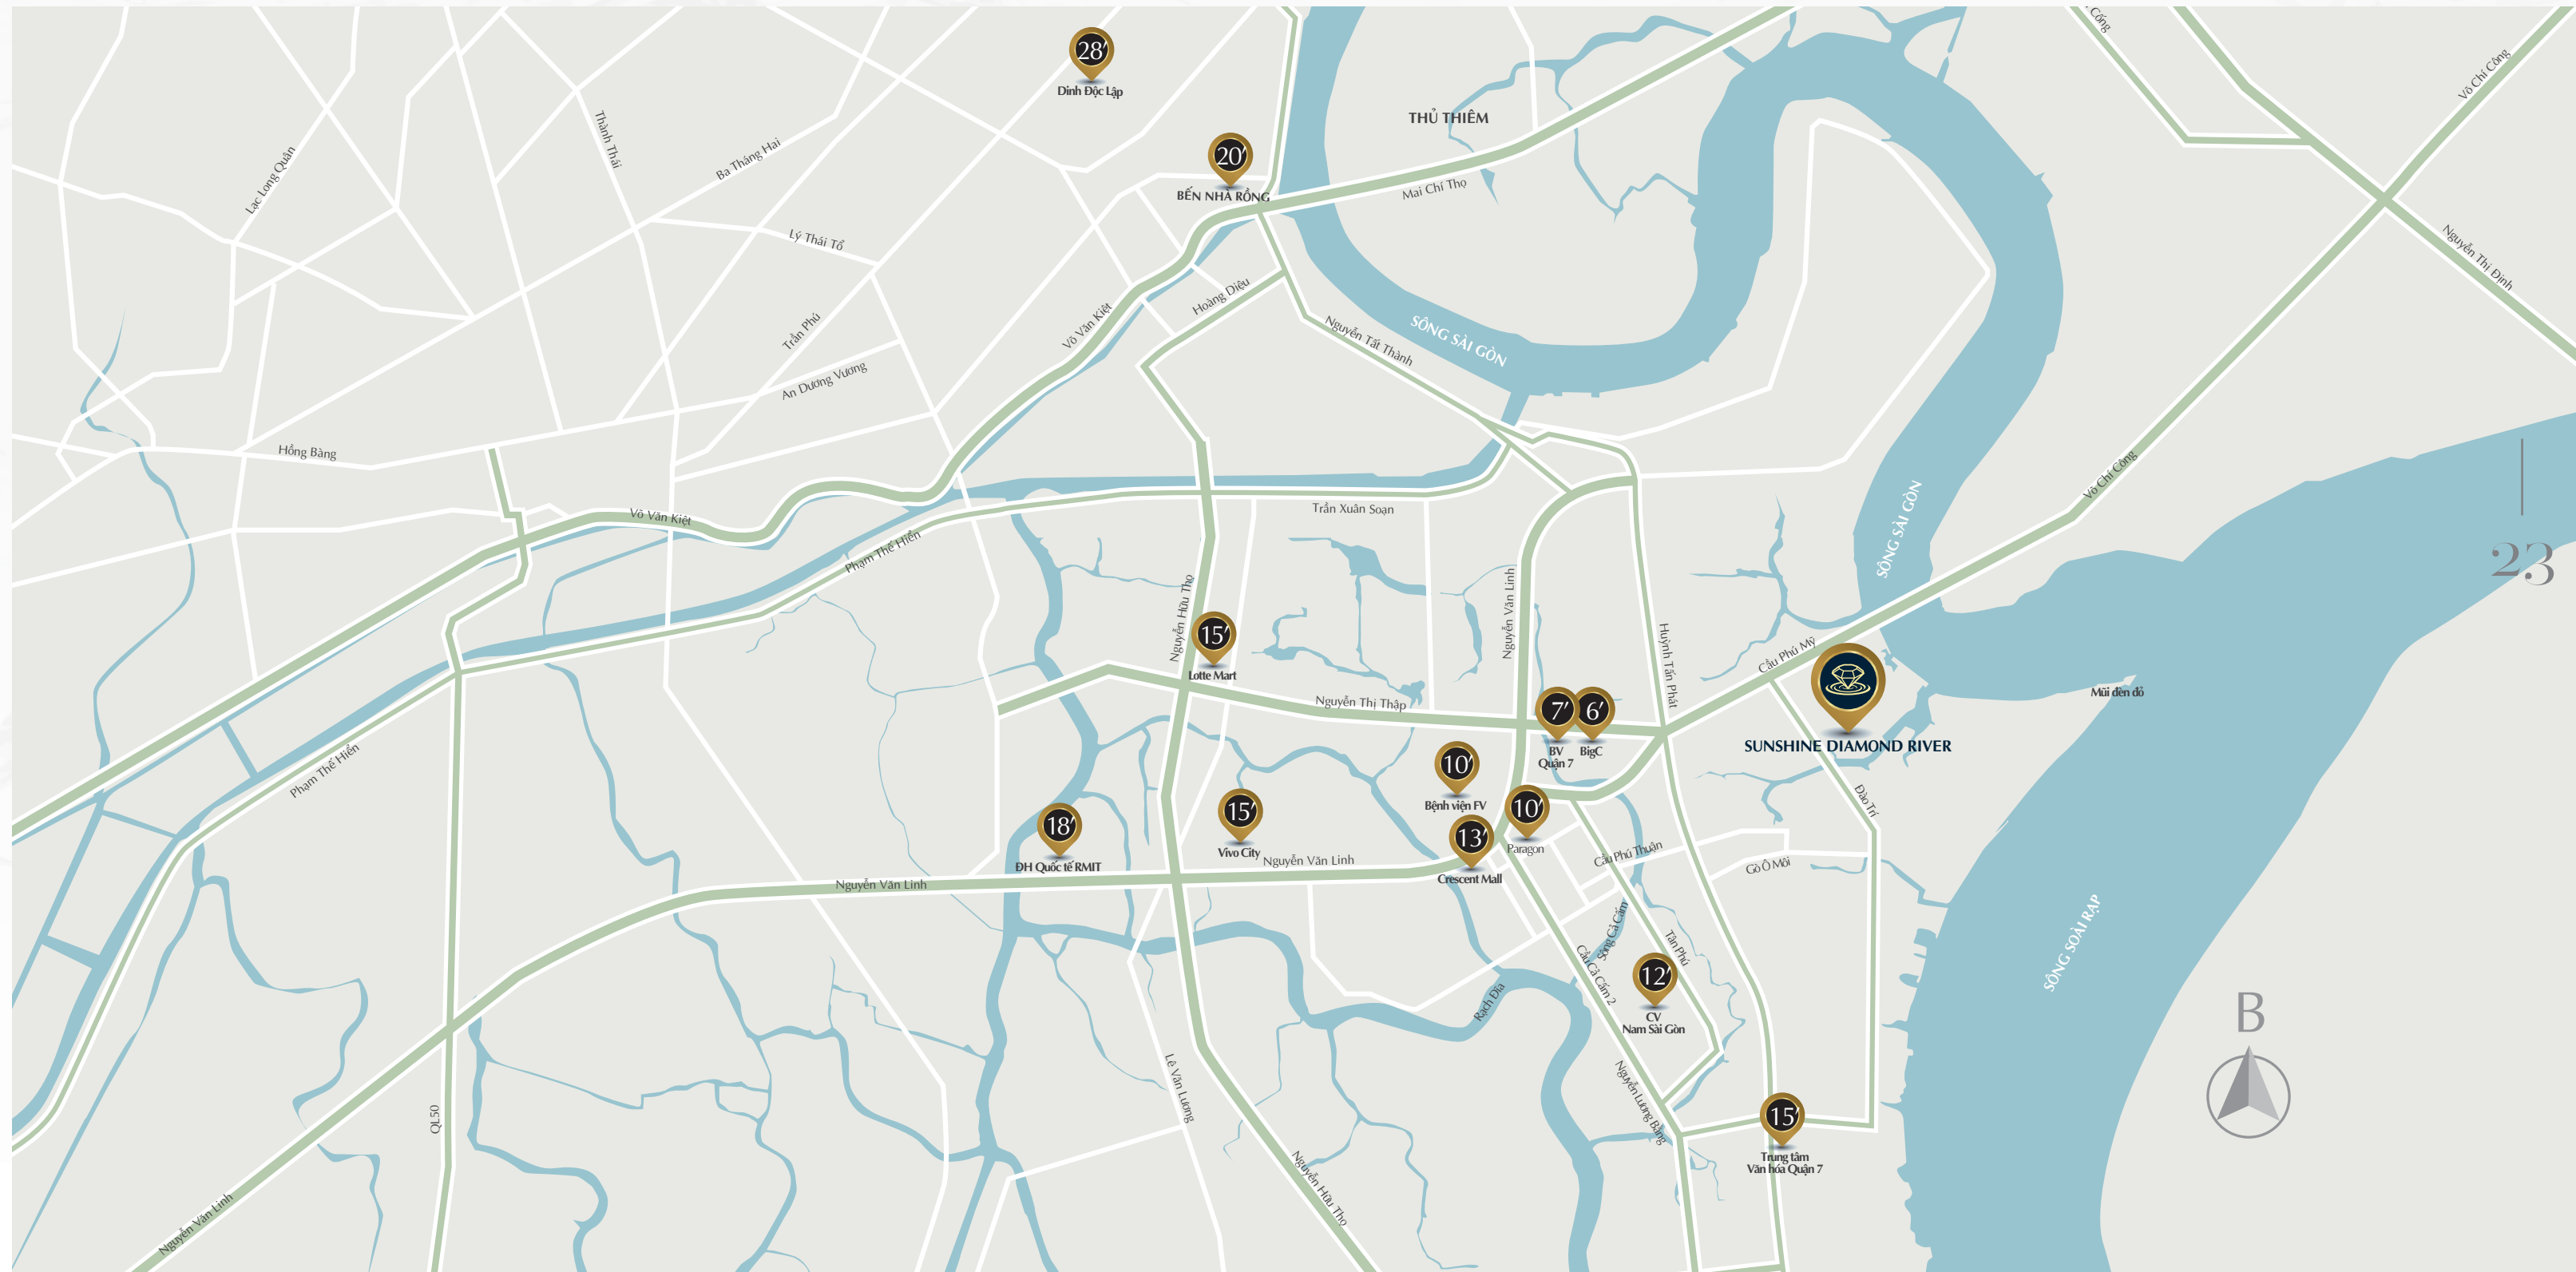 Cống
Võ Chí Công
28′
Dinh Độc Lập
THỦ THIÊM
Thành Thái
Ba Tháng Hai
Lạc Long Quân
20′
BẾN NHÀ RỒNG
Mai Chí Thọ
Lý Thái Tổ
Nguyễn Thị Định
Hoàng Diệu
Võ Văn Kiệt
Trần Phú
Nguyễn Tất Thành
SÔNG SÀI GÒN
An Dương Vương
Hồng Bàng
Võ Chí Công
Võ Văn Kiệt
Trần Xuân Soạn
SÔNG SÀI GÒN
23
Phạm Thế Hiển
Nguyễn Hữu Thọ
Nguyễn Văn Linh
15′
Lotte Mart
Huỳnh Tấn Phát
Cầu Phú Mỹ
Nguyễn Thị Thập
Mũi đèn đỏ
7′
6′
BV
Quận 7
BigC
SUNSHINE DIAMOND RIVER
Phạm Thế Hiển
10′
Bệnh viện FV
Đào Trí
18′
ĐH Quốc tế RMIT
15′
Vivo City
10′
Paragon
13′
Crescent Mall
Nguyễn Văn Linh
Nguyễn Văn Linh
Cầu Phú Thuận
Gò Ô Môi
Sông Cả Cấm
Cầu Cả Cấm 2
Tân Phú
SÔNG SOÀI RẠP
12′
CV
Nam Sài Gòn
Rạch Đỉa
B
Lê Văn Lương
Nguyễn Lương Bằng
QL50
15′
Trung tâm
Văn hóa Quận 7
Nguyễn Hữu Thọ
Nguyễn Văn Linh